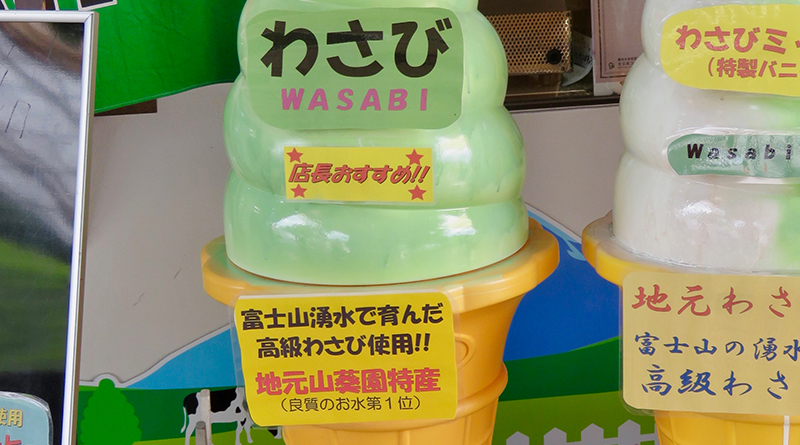 わさび
WASABI
店長おすすめ!!
富士山湧水で育んだ
高級わさび使用!!
地元山葵園特産
(良質のお水第1位)
わさびミッ
(特製バニ
Wasabi
地元わさ
富士山の湧水
高級わさ
使用